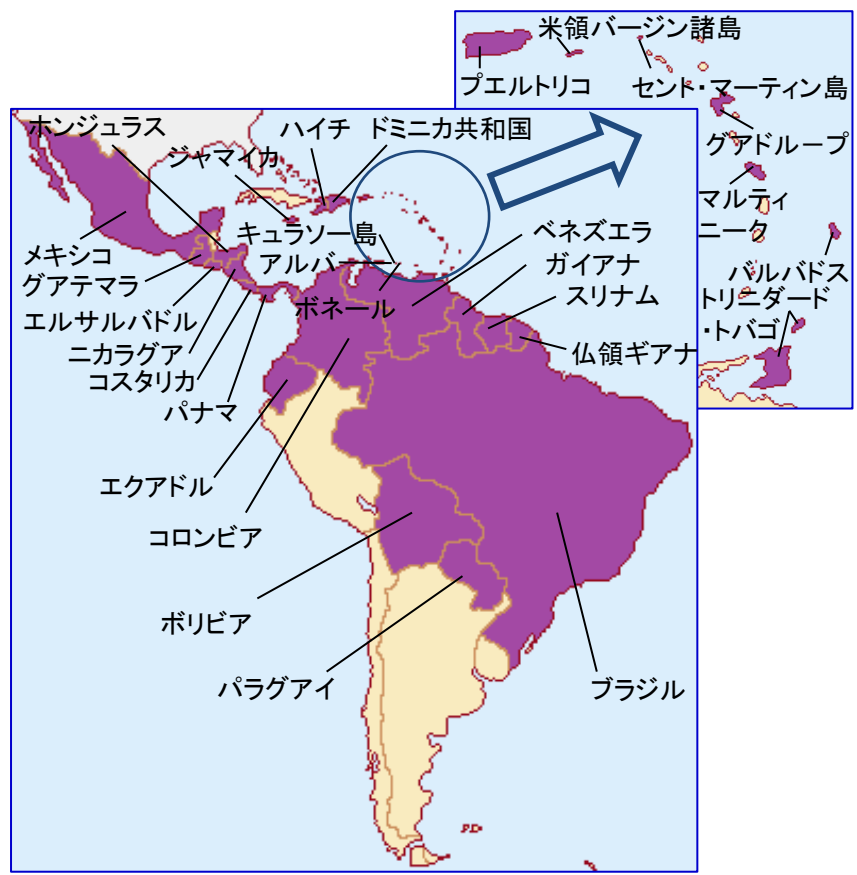 米領バージン諸島
プエルトリコ
セント・マーティン島
グアドループ
マルティ
ニーク
バルバドス
トリニダード
・トバゴ
ホンジュラス
ハイチ
ドミニカ共和国
ジャマイカ
キュラソー島
アルバ
ボネール
ベネズエラ
ガイアナ
スリナム
仏領ギアナ
メキシコ
グアテマラ
エルサルバドル
ニカラグア
コスタリカ
パナマ
エクアドル
コロンビア
ボリビア
パラグアイ
ブラジル